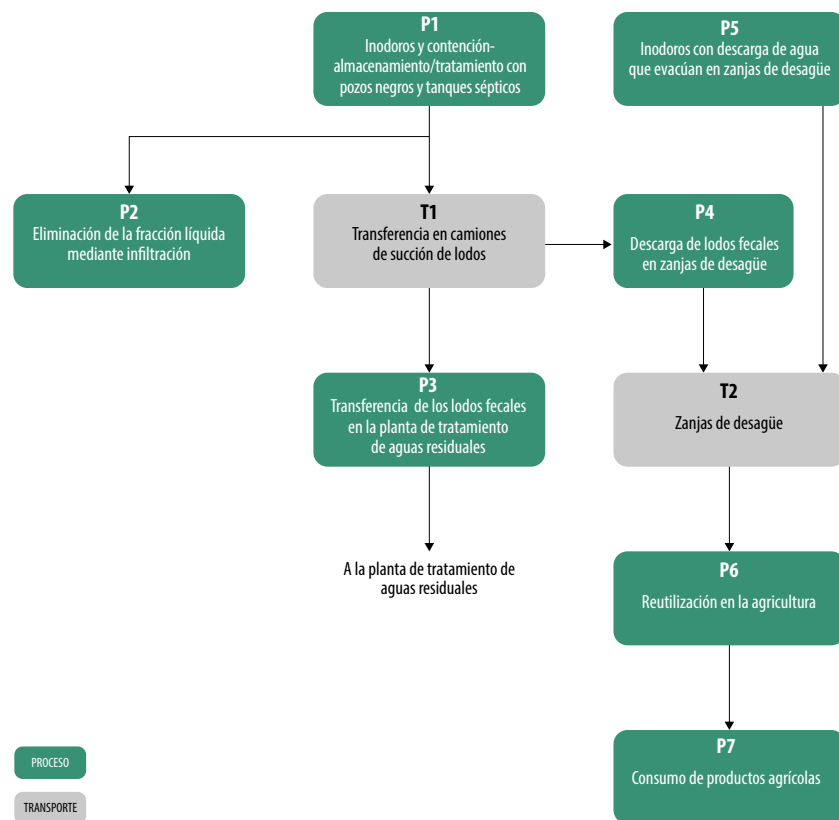 P1
Inodoros y contención-
almacenamiento/tratamiento con
pozos negros y tanques sépticos
P5
Inodoros con descarga de agua
que evacúan en zanjas de desagüe
P2
Eliminación de la fracción líquida
mediante infiltración
T1
Transferencia en camiones
de succión de lodos
P4
Descarga de lodos fecales
en zanjas de desagüe
P3
Transferencia de los lodos fecales
en la planta de tratamiento
de aguas residuales
T2
Zanjas de desagüe
A la planta de tratamiento de
aguas residuales
P6
Reutilización en la agricultura
P7
Consumo de productos agrícolas
PROCESO
TRANSPORTE